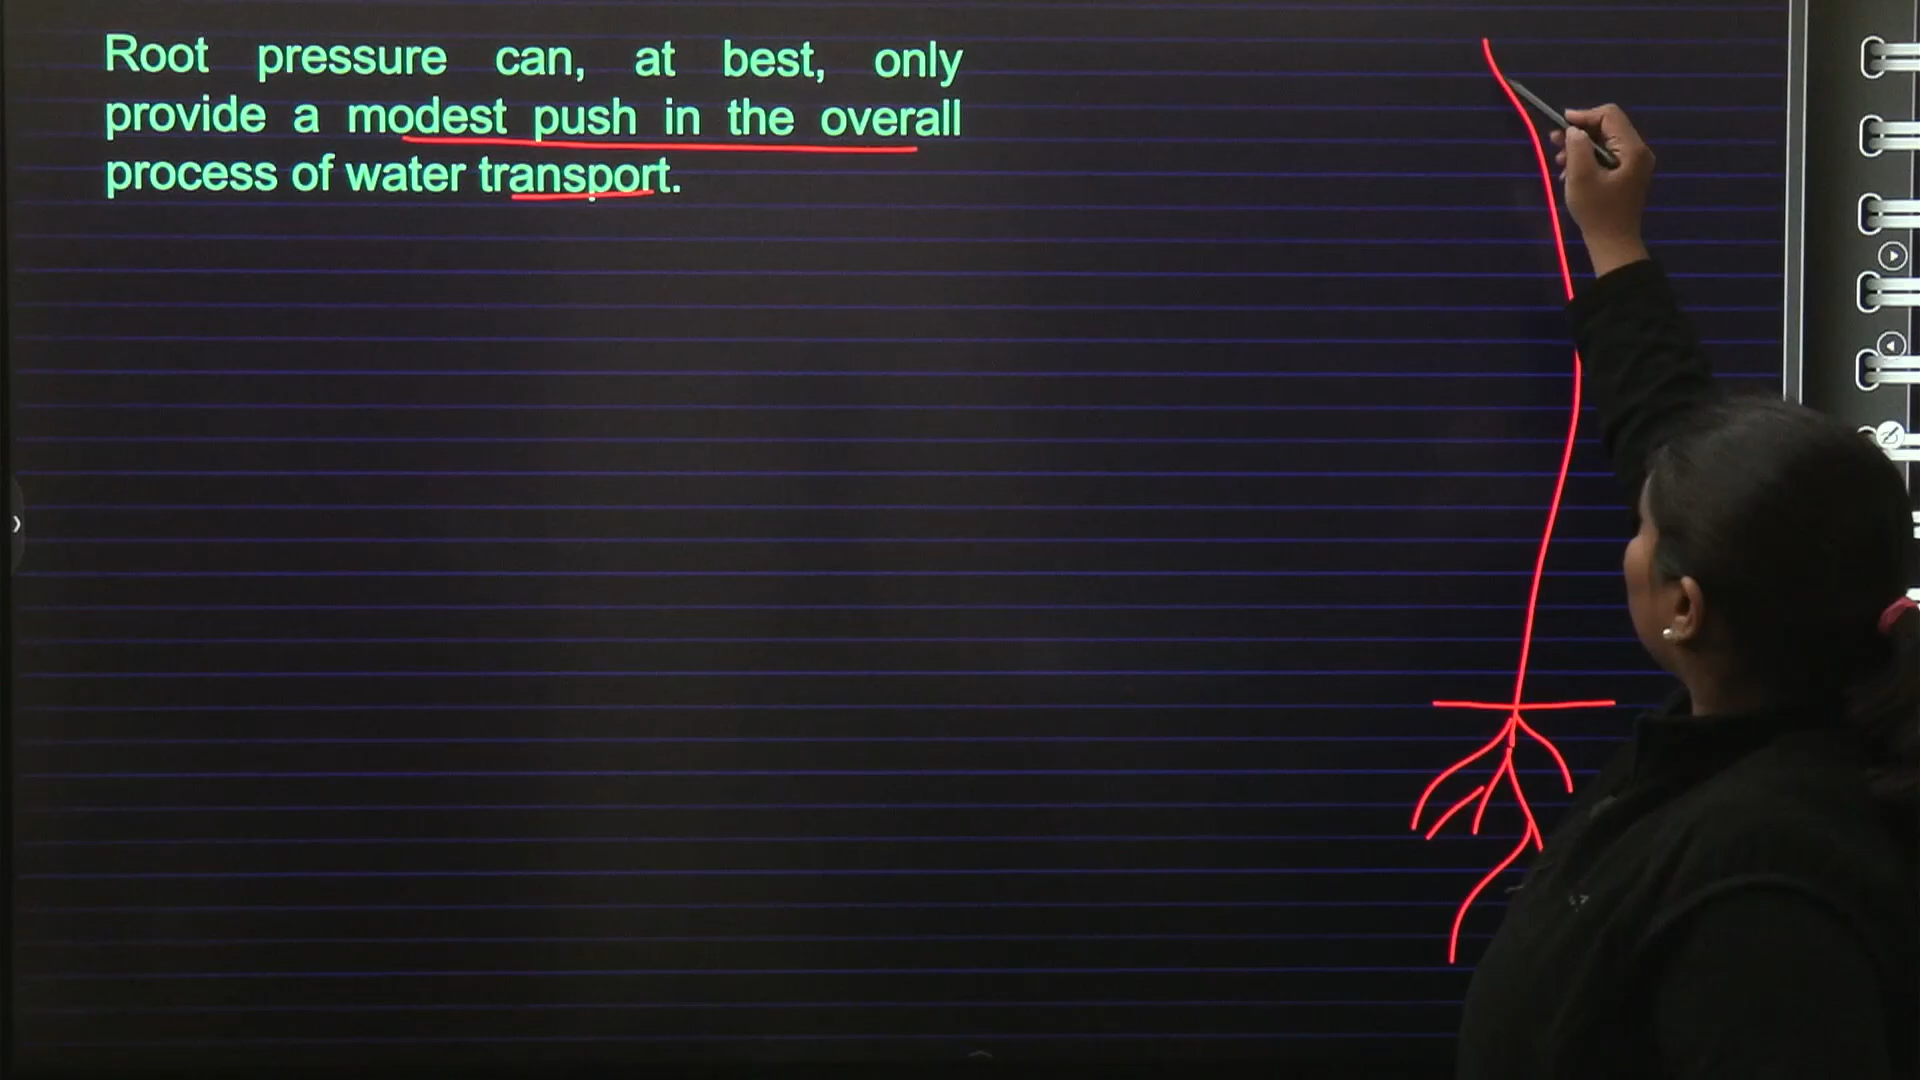 Root pressure can, at best, only
provide a modest push in the overall
process of water transport.